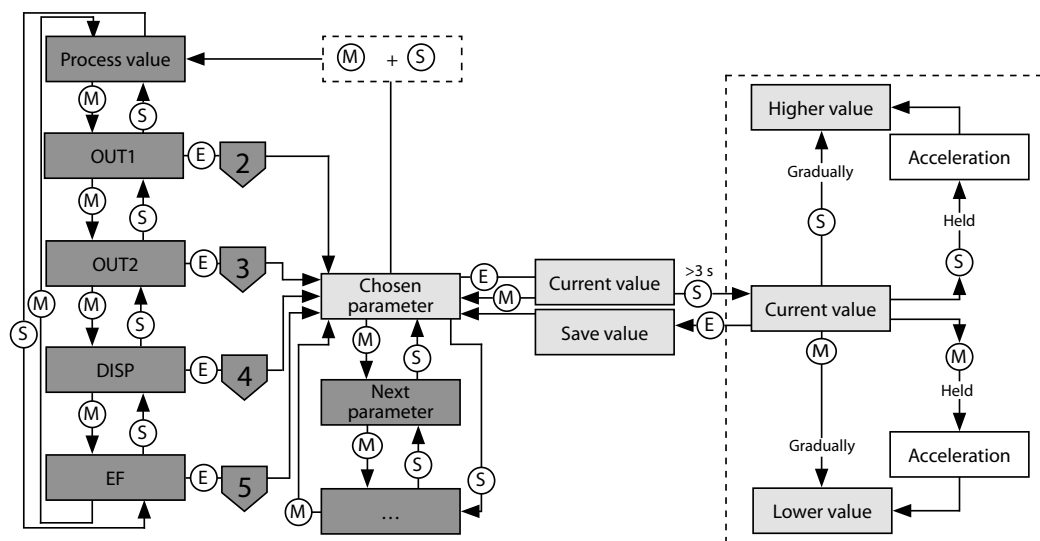 Process value
M + S
M
S
OUT1
E
2
M
S
OUT2
E
3
M
S
DISP
E
4
M
S
EF
E
5
M
S
Chosen
parameter
E
M
Current value
Save value
>3 s
S
E
M
S
Next
parameter
M
S
S
M
…
Higher value
Acceleration
Gradually
S
Held
S
Current value
M
M
Held
Gradually
Acceleration
Lower value